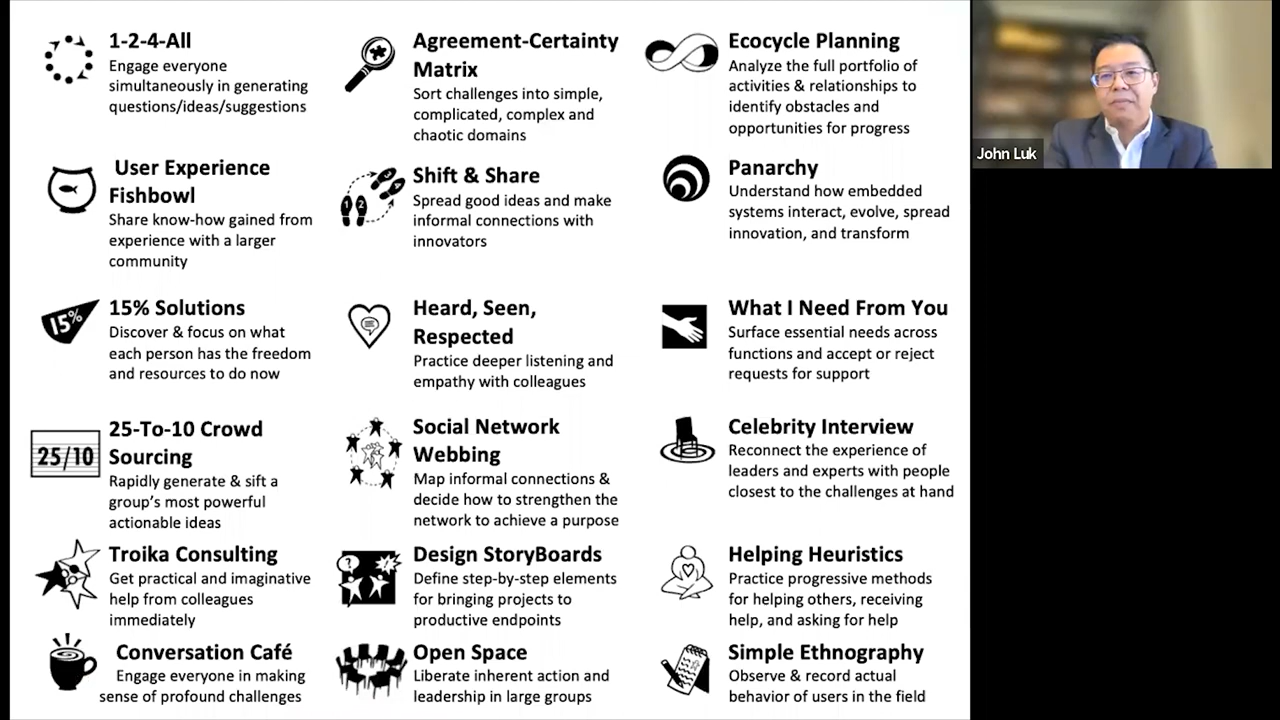 1-2-4-All
Engage everyone
simultaneously in generating
questions/ideas/suggestions
Agreement-Certainty
Matrix
Sort challenges into simple,
complicated, complex and
chaotic domains
Ecocycle Planning
Analyze the full portfolio of
activities & relationships to
identify obstacles and
opportunities for progress
User Experience
Fishbowl
Share know-how gained from
experience with a larger
community
1 2 3 4
Shift & Share
Spread good ideas and make
informal connections with
innovators
Panarchy
Understand how embedded
systems interact, evolve, spread
innovation, and transform
15%
15% Solutions
Discover & focus on what
each person has the freedom
and resources to do now
Heard, Seen,
Respected
Practice deeper listening and
empathy with colleagues
What I Need From You
Surface essential needs across
functions and accept or reject
requests for support
25/10
25-To-10 Crowd
Sourcing
Rapidly generate & sift a
group's most powerful
actionable ideas
Social Network
Webbing
Map informal connections &
decide how to strengthen the
network to achieve a purpose
Celebrity Interview
Reconnect the experience of
leaders and experts with people
closest to the challenges at hand
Troika Consulting
Get practical and imaginative
help from colleagues
immediately
? !
Design StoryBoards
Define step-by-step elements
for bringing projects to
productive endpoints
Helping Heuristics
Practice progressive methods
for helping others, receiving
help, and asking for help
Conversation Café
Engage everyone in making
sense of profound challenges
Open Space
Liberate inherent action and
leadership in large groups
Simple Ethnography
Observe & record actual
behavior of users in the field
John Luk